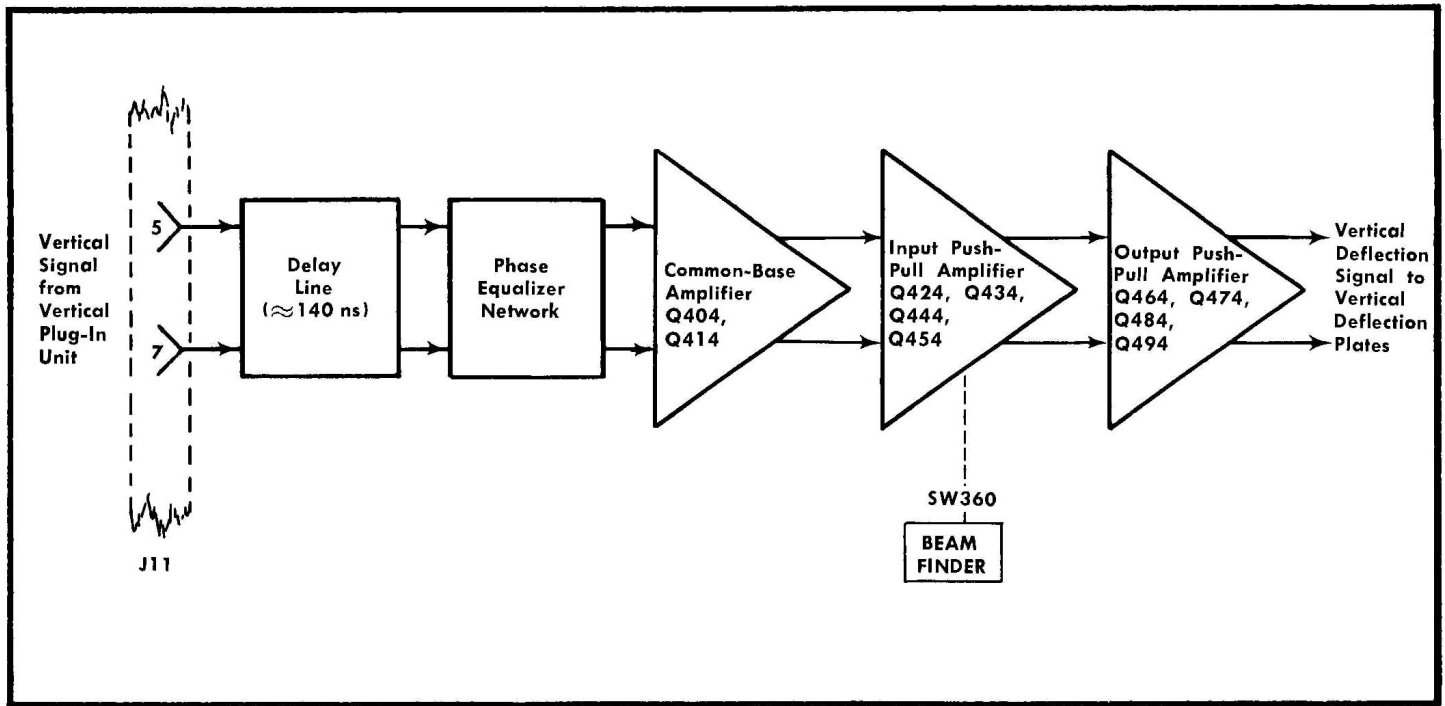 Vertical
Signal
from
Vertical
Plug-In
Unit
5
7
J11
Delay
Line
(≈140 ns)
Phase
Equalizer
Network
Common-Base
Amplifier
Q404,
Q414
Input Push-
Pull Amplifier
Q424, Q434,
Q444,
Q454
SW360
BEAM
FINDER
Output Push-
Pull Amplifier
Q464, Q474,
Q484,
Q494
Vertical
Deflection
Signal to
Vertical
Deflection
Plates